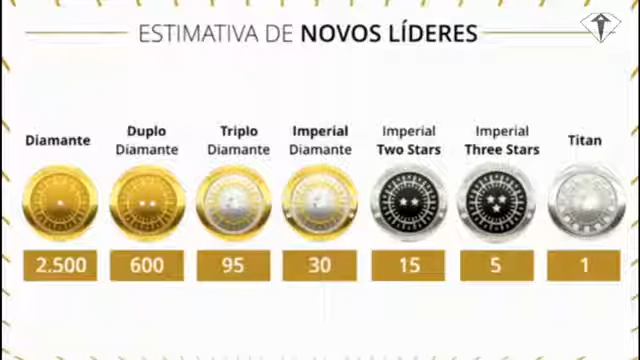 ESTIMATIVA DE NOVOS LÍDERES
Diamante
Duplo
Diamante
Triplo
Diamante
Imperial
Diamante
Imperial
Two Stars
Imperial
Three Stars
Titan
2.500
600
95
30
15
5
1